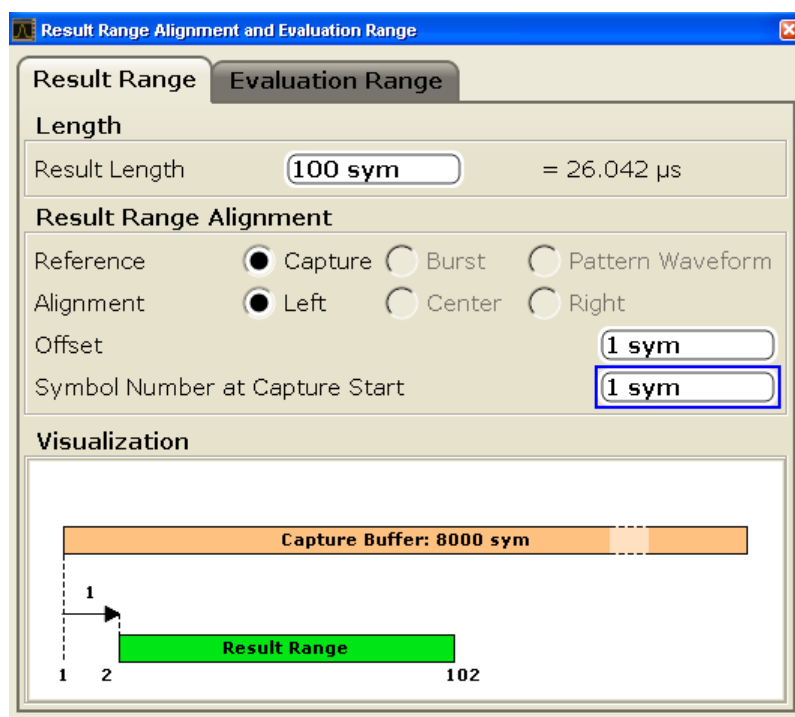 Result Range Alignment and Evaluation Range
Result Range Evaluation Range
Length
Result Length 100 sym = 26.042 µs
Result Range Alignment
Reference Capture Burst Pattern Waveform
Alignment Left Center Right
Offset 1 sym
Symbol Number at Capture Start 1 sym
Visualization
Capture Buffer: 8000 sym
1
Result Range
1 2 102